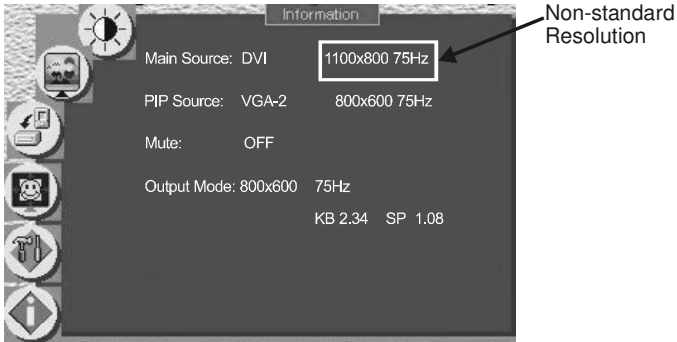 Information
Non-standard
Resolution
Main Source: DVI 1100x800 75Hz
PIP Source: VGA-2 800x600 75Hz
Mute: OFF
Output Mode: 800x600 75Hz
KB 2.34 SP 1.08